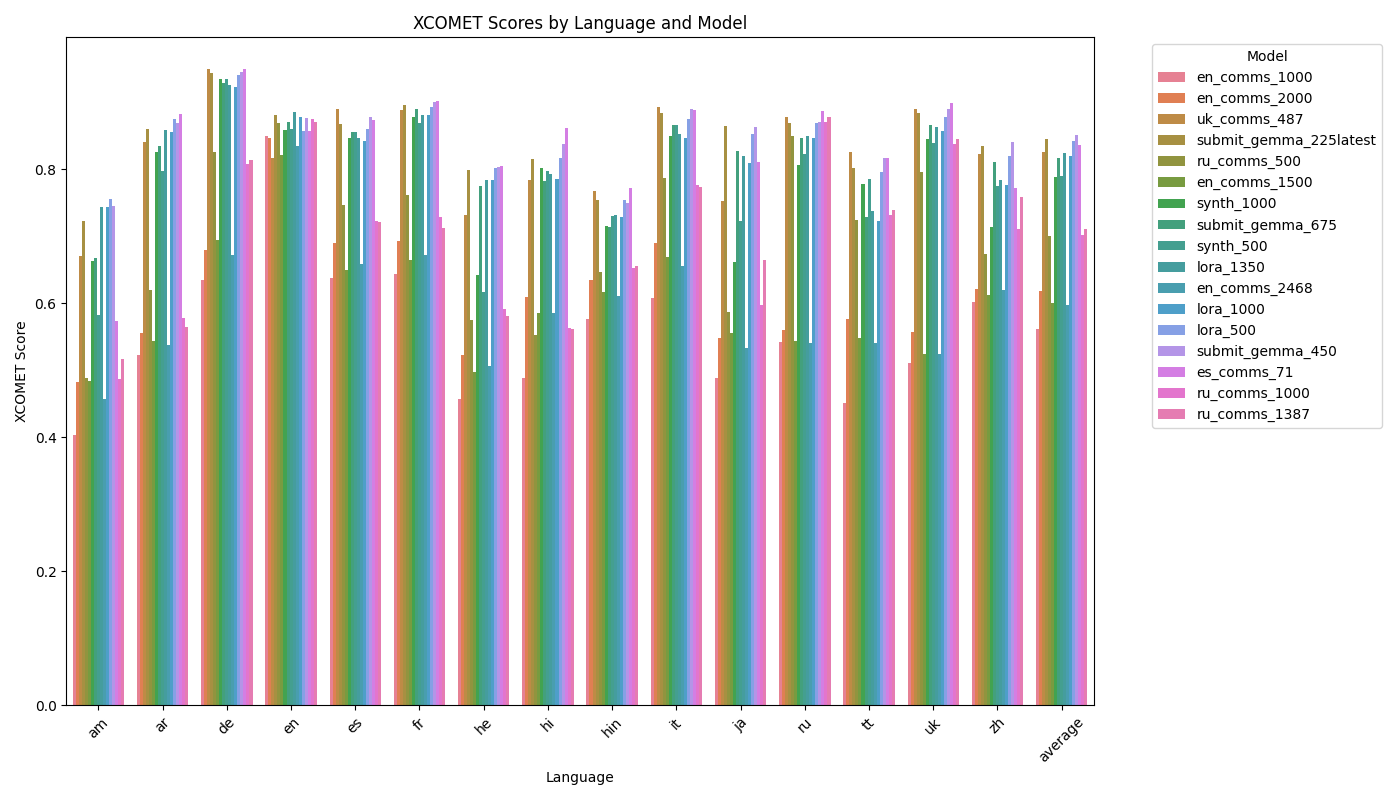 XCOMET Scores by Language and Model
XCOMET Score
0.8
0.6
0.4
0.2
0.0
am
ar
de
en
es
fr
he
hi
hin
it
ja
ru
tt
uk
zh
average
Language
Model
en_comms_1000
en_comms_2000
uk_comms_487
submit_gemma_225latest
ru_comms_500
en_comms_1500
synth_1000
submit_gemma_675
synth_500
lora_1350
en_comms_2468
lora_1000
lora_500
submit_gemma_450
es_comms_71
ru_comms_1000
ru_comms_1387